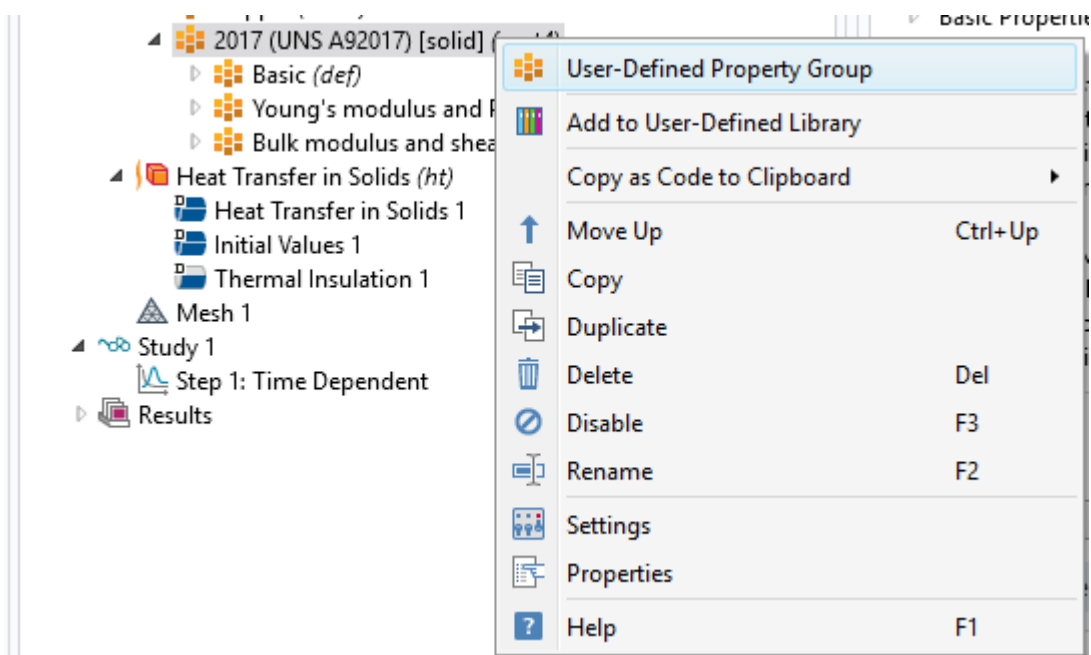 Basic Propertie
2017 (UNS A92017) [solid] (
Basic (def)
Young's modulus and
Bulk modulus and shea
Heat Transfer in Solids (ht)
Heat Transfer in Solids 1
Initial Values 1
Thermal Insulation 1
Mesh 1
Study 1
Step 1: Time Dependent
Results
User-Defined Property Group
Add to User-Defined Library
Copy as Code to Clipboard
Move Up Ctrl+Up
Copy
Duplicate
Delete Del
Disable F3
Rename F2
Settings
Properties
Help F1